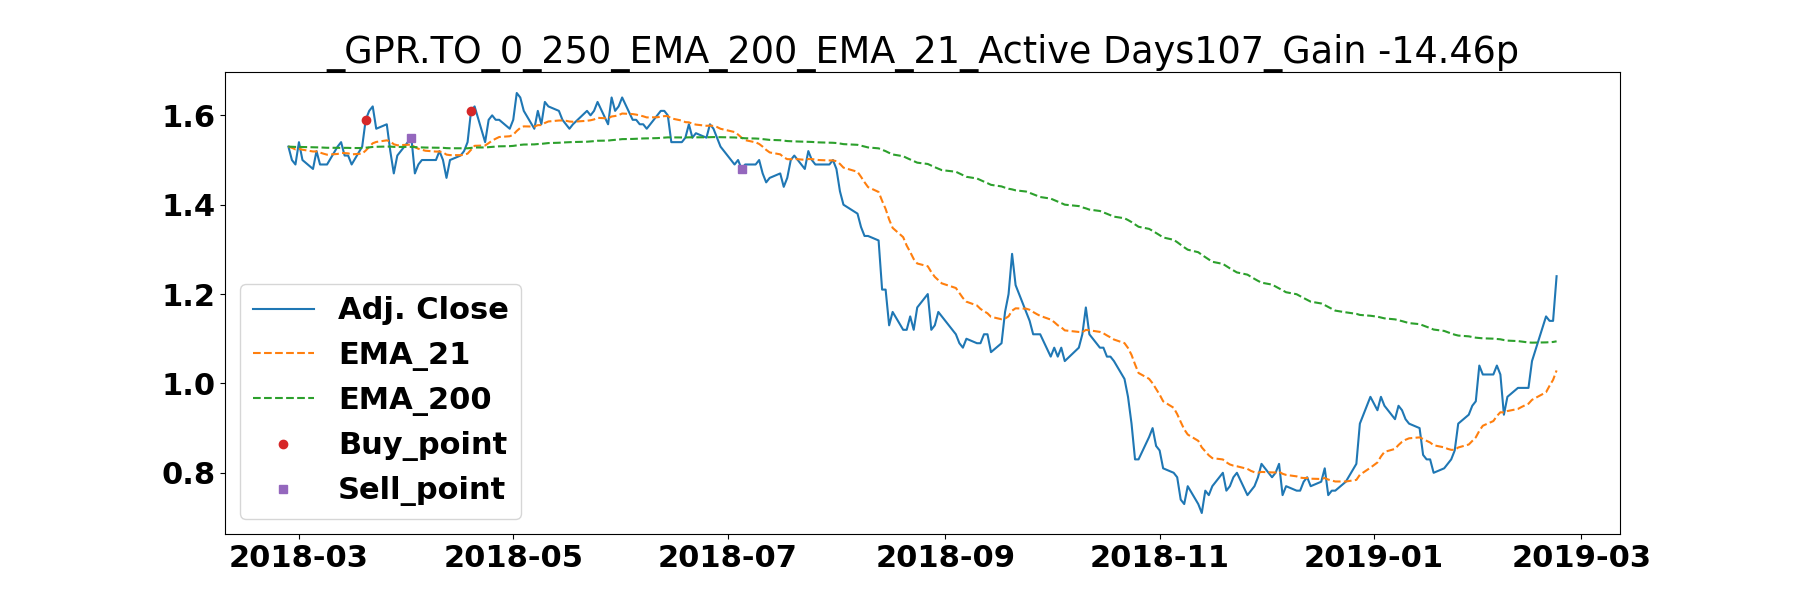 _GPR.TO_0_250_EMA_200_EMA_21_Active Days107_Gain -14.46p
1.6
1.4
1.2
1.0
0.8
Adj. Close
EMA_21
EMA_200
Buy_point
Sell_point
2018-03 2018-05 2018-07 2018-09 2018-11 2019-01 2019-03